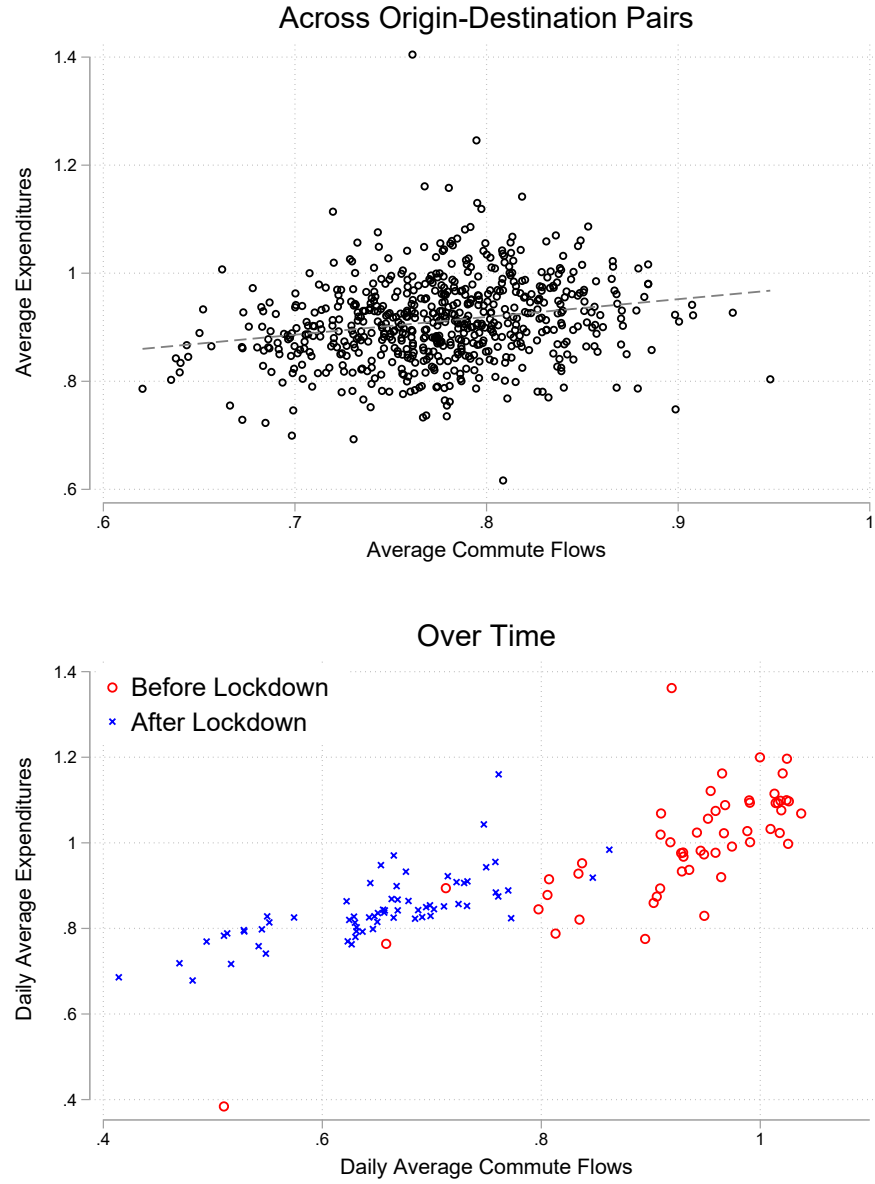 Across Origin-Destination Pairs
1.4
1.2
1
.8
.6
Average Expenditures
.6 .7 .8 .9 1
Average Commute Flows
Over Time
Before Lockdown
After Lockdown
1.4
1.2
1
.8
.6
.4
Daily Average Expenditures
.4 .6 .8 1
Daily Average Commute Flows